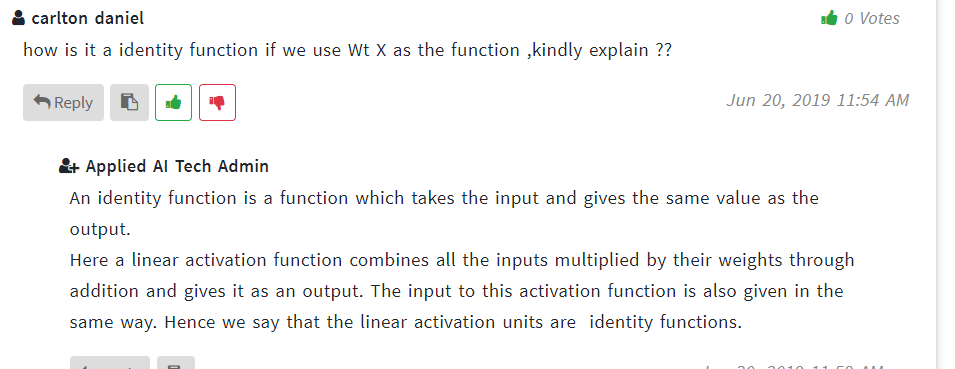 carlton daniel
0 Votes
how is it a identity function if we use Wt X as the function ,kindly explain ??
Reply
Jun 20, 2019 11:54 AM
Applied AI Tech Admin
An identity function is a function which takes the input and gives the same value as the
output.
Here a linear activation function combines all the inputs multiplied by their weights through
addition and gives it as an output. The input to this activation function is also given in the
same way. Hence we say that the linear activation units are  identity functions.